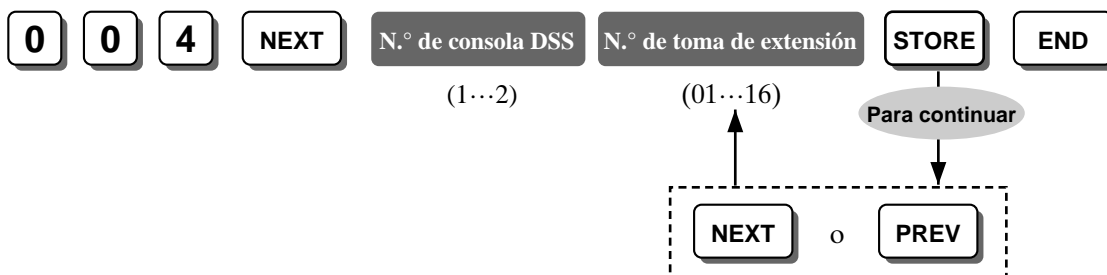 0 0 4 NEXT N.° de consola DSS N.° de toma de extensión STORE END
(1···2) (01···16)
Para continuar
NEXT o PREV